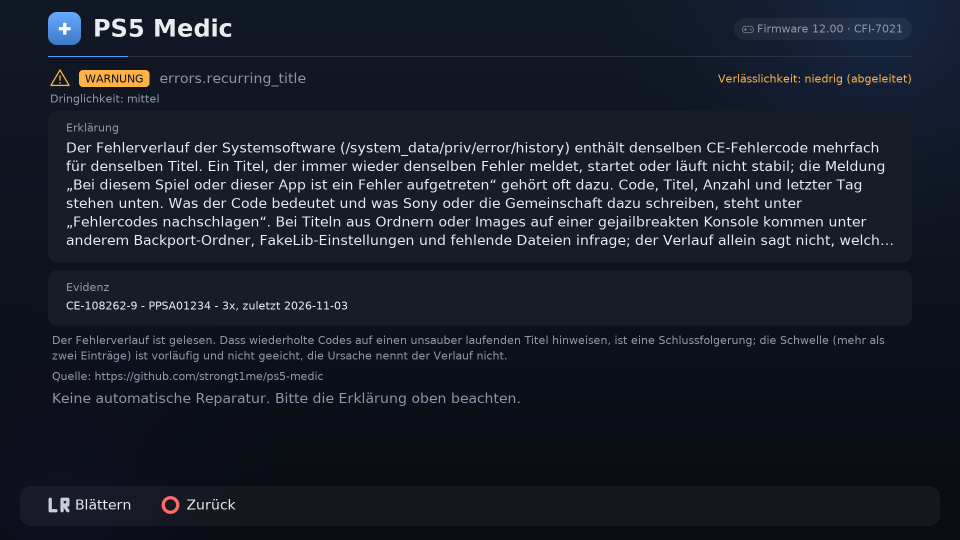 PS5 Medic
Firmware 12.00 · CFI-7021
WARNUNG errors.recurring_title
Verlässlichkeit: niedrig (abgeleitet)
Dringlichkeit: mittel
Erklärung
Der Fehlerverlauf der Systemsoftware (/system_data/priv/error/history) enthält denselben CE-Fehlercode mehrfach
für denselben Titel. Ein Titel, der immer wieder denselben Fehler meldet, startet oder läuft nicht stabil; die Meldung
„Bei diesem Spiel oder dieser App ist ein Fehler aufgetreten“ gehört oft dazu. Code, Titel, Anzahl und letzter Tag
stehen unten. Was der Code bedeutet und was Sony oder die Gemeinschaft dazu schreiben, steht unter
„Fehlercodes nachschlagen“. Bei Titeln aus Ordnern oder Images auf einer gejailbreakten Konsole kommen unter
anderem Backport-Ordner, FakeLib-Einstellungen und fehlende Dateien infrage; der Verlauf allein sagt nicht, welch…
Evidenz
CE-108262-9 - PPSA01234 - 3x, zuletzt 2026-11-03
Der Fehlerverlauf ist gelesen. Dass wiederholte Codes auf einen unsauber laufenden Titel hinweisen, ist eine Schlussfolgerung; die Schwelle (mehr als
zwei Einträge) ist vorläufig und nicht geeicht, die Ursache nennt der Verlauf nicht.
Quelle: https://github.com/strongt1me/ps5-medic
Keine automatische Reparatur. Bitte die Erklärung oben beachten.
LR Blättern
Zurück